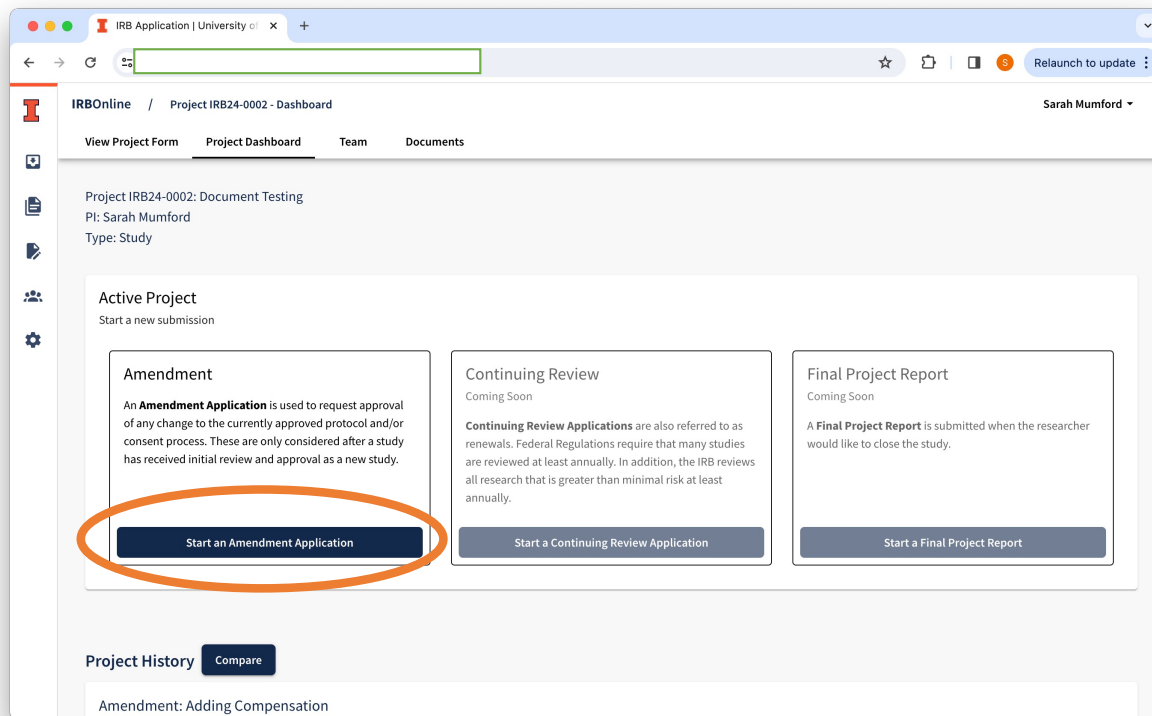 IRB Application | University of
S
Relaunch to update
IRBOnline / Project IRB24-0002 - Dashboard
Sarah Mumford
View Project Form Project Dashboard Team Documents
Project IRB24-0002: Document Testing
PI: Sarah Mumford
Type: Study
Active Project
Start a new submission
Amendment
An Amendment Application is used to request approval
of any change to the currently approved protocol and/or
consent process. These are only considered after a study
has received initial review and approval as a new study.
Start an Amendment Application
Continuing Review
Coming Soon
Continuing Review Applications are also referred to as
renewals. Federal Regulations require that many studies
are reviewed at least annually. In addition, the IRB reviews
all research that is greater than minimal risk at least
annually.
Start a Continuing Review Application
Final Project Report
Coming Soon
A Final Project Report is submitted when the researcher
would like to close the study.
Start a Final Project Report
Project History Compare
Amendment: Adding Compensation